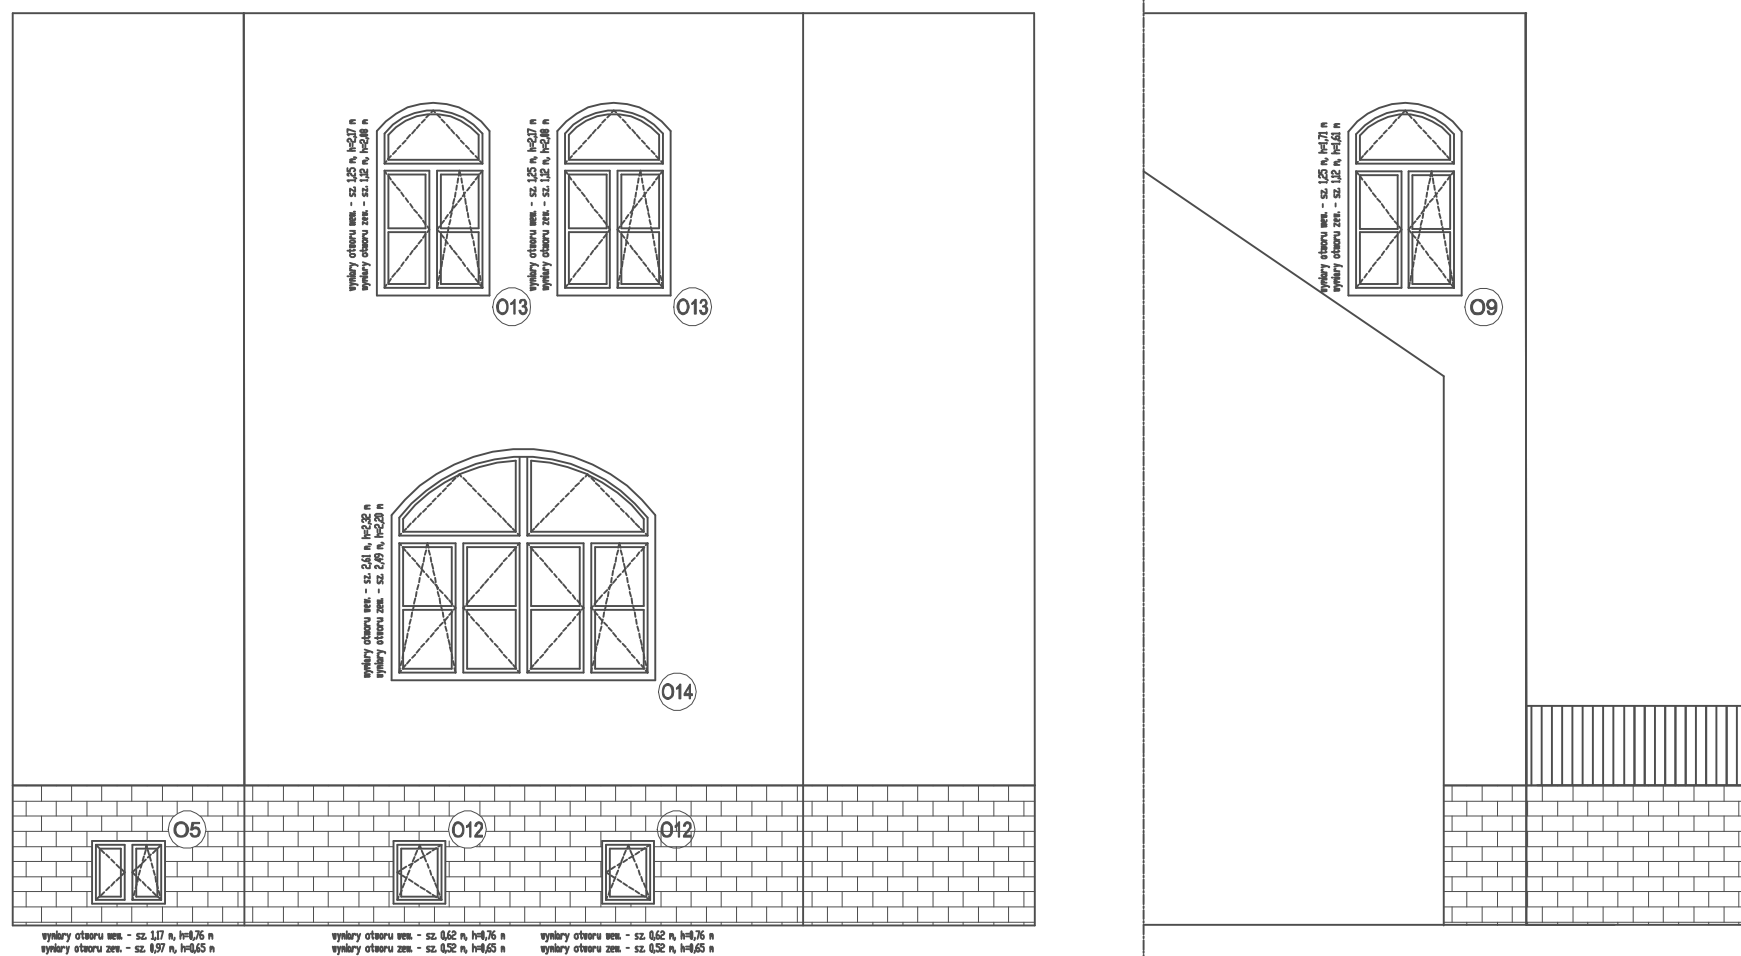 wymiary otworu wew. - sz. 1,25 m, h=2,17 m
wymiary otworu zew. - sz. 1,12 m, h=2,08 m
O13
wymiary otworu wew. - sz. 1,25 m, h=2,17 m
wymiary otworu zew. - sz. 1,12 m, h=2,08 m
O13
wymiary otworu wew. - sz. 1,25 m, h=1,71 m
wymiary otworu zew. - sz. 1,12 m, h=1,61 m
O9
wymiary otworu wew. - sz. 2,61 m, h=2,32 m
wymiary otworu zew. - sz. 2,49 m, h=2,20 m
O14
O5
O12
O12
wymiary otworu wew. - sz. 1,17 m, h=0,76 m
wymiary otworu zew. - sz. 0,97 m, h=0,65 m
wymiary otworu wew. - sz. 0,62 m, h=0,76 m
wymiary otworu zew. - sz. 0,52 m, h=0,65 m
wymiary otworu wew. - sz. 0,62 m, h=0,76 m
wymiary otworu zew. - sz. 0,52 m, h=0,65 m